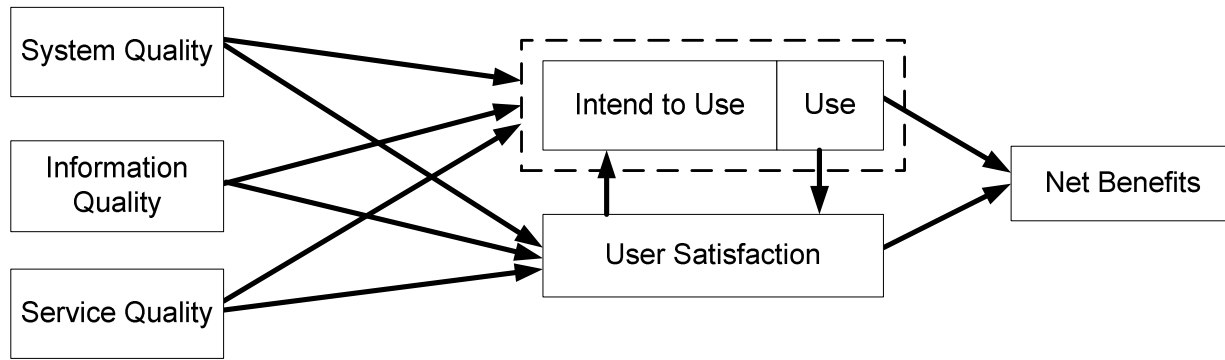 System Quality
Intend to Use
Use
Information
Quality
Net Benefits
User Satisfaction
Service Quality